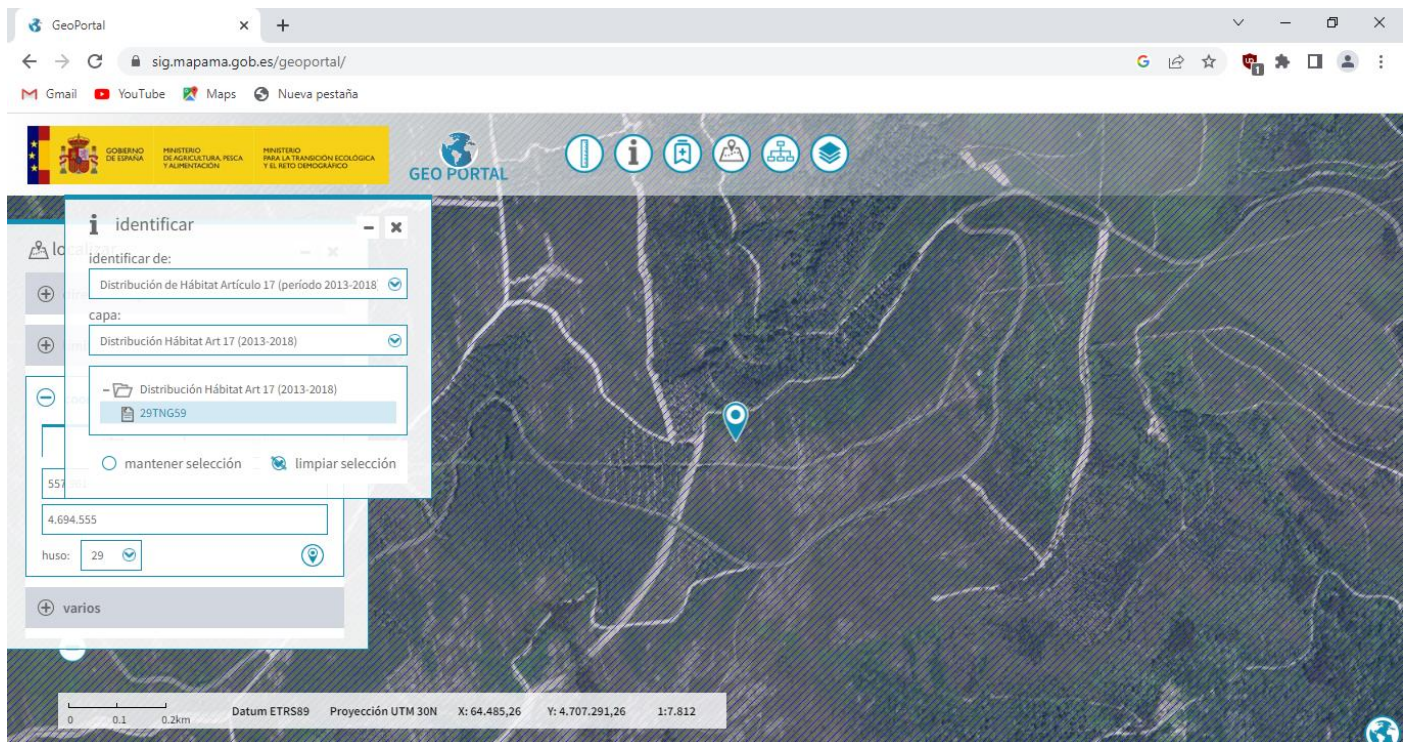 GeoPortal
sig.mapama.gob.es/geoportal/
Gmail YouTube Maps Nueva pestaña
GOBIERNO DE ESPAÑA
MINISTERIO DE AGRICULTURA, PESCA Y ALIMENTACIÓN
MINISTERIO PARA LA TRANSICIÓN ECOLÓGICA Y EL RETO DEMOGRÁFICO
GEO PORTAL
identificar
identificar de:
Distribución de Hábitat Artículo 17 (período 2013-2018
capa:
Distribución Hábitat Art 17 (2013-2018)
Distribución Hábitat Art 17 (2013-2018)
29TNG59
mantener selección limpiar selección
4.694.555
huso: 29
varios
0 0.1 0.2km
Datum ETRS89 Proyección UTM 30N X: 64.485,26 Y: 4.707.291,26 1:7.812